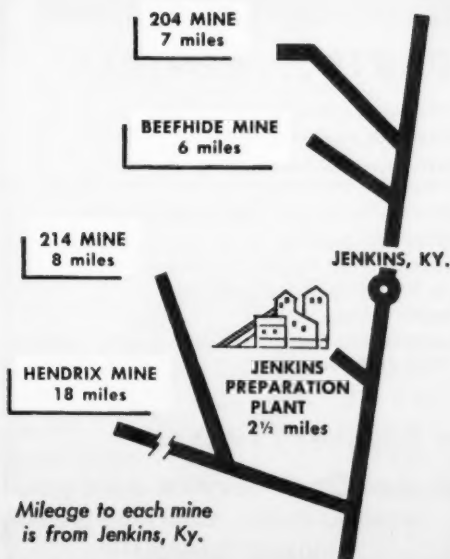 204 MINE
7 miles
BEEFHIDE MINE
6 miles
214 MINE
8 miles
JENKINS, KY.
HENDRIX MINE
18 miles
JENKINS
PREPARATION
PLANT
2½ miles
Mileage to each mine
is from Jenkins, Ky.